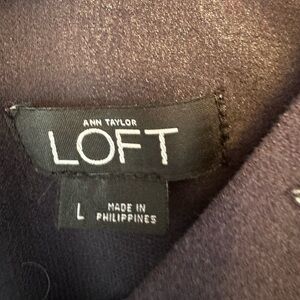 ANN TAYLOR
LOFT
L
MADE IN
PHILIPPINES